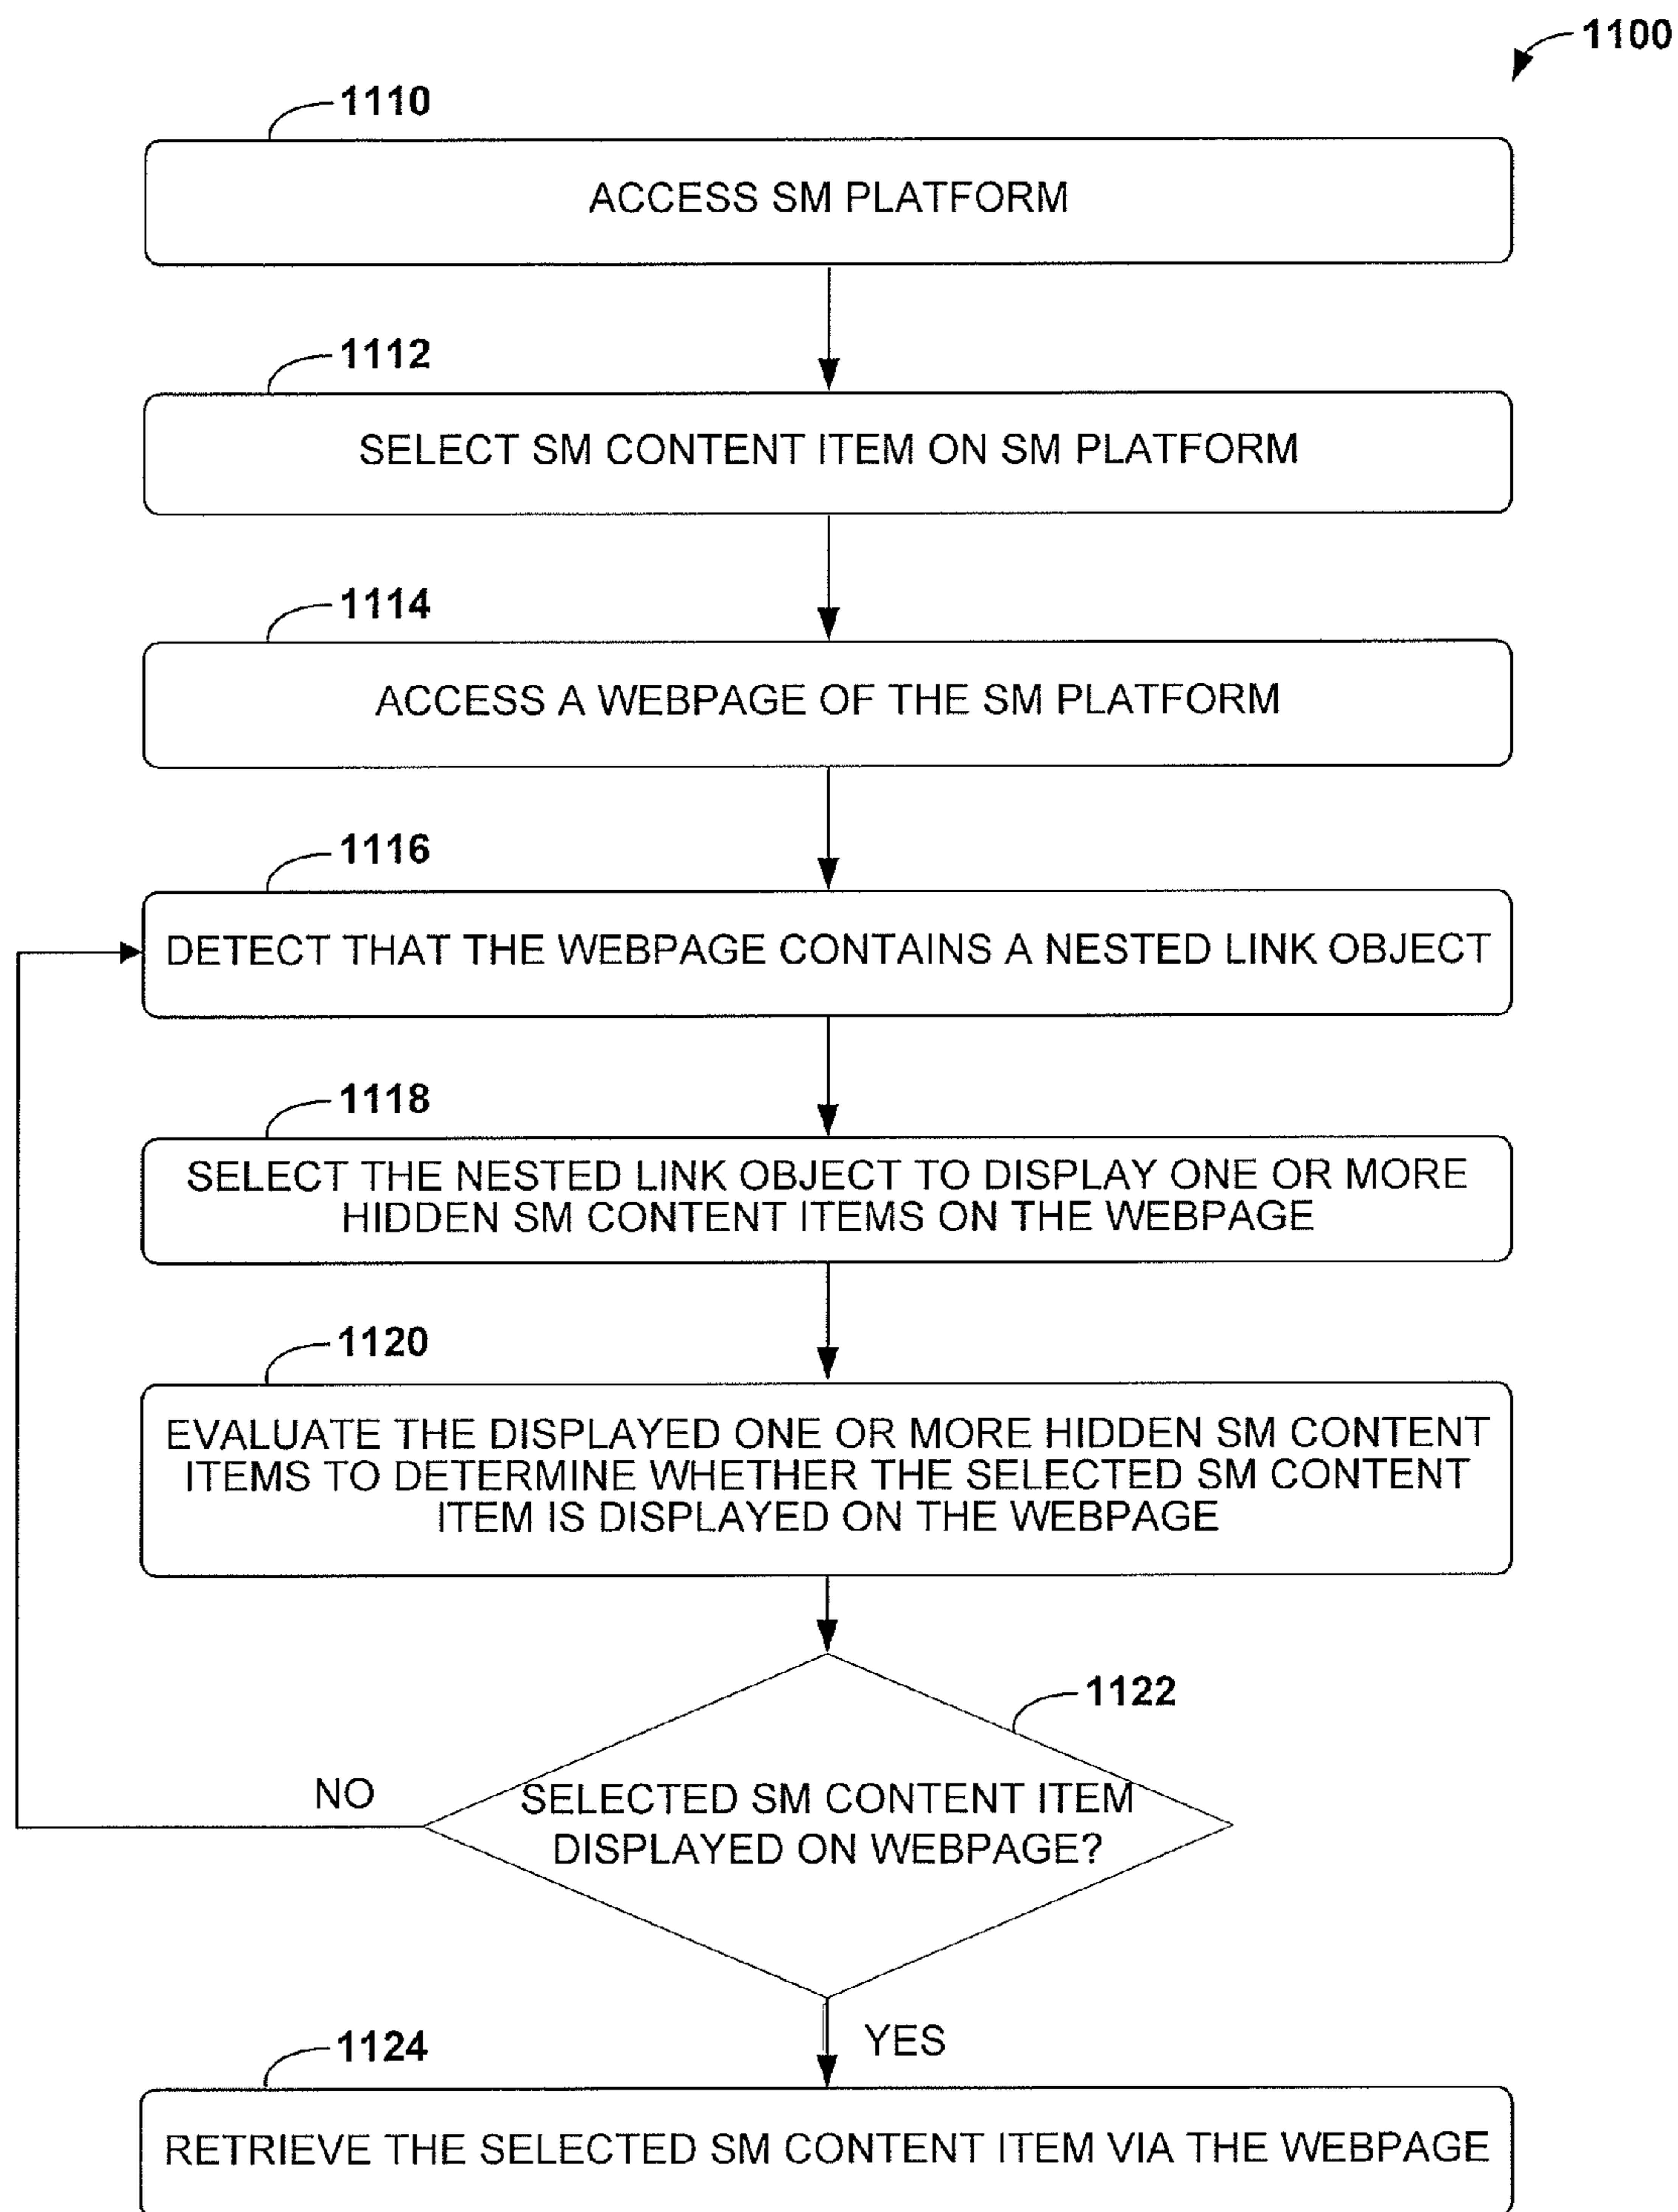 1100
1110
ACCESS SM PLATFORM
1112
SELECT SM CONTENT ITEM ON SM PLATFORM
1114
ACCESS A WEBPAGE OF THE SM PLATFORM
1116
DETECT THAT THE WEBPAGE CONTAINS A NESTED LINK OBJECT
1118
SELECT THE NESTED LINK OBJECT TO DISPLAY ONE OR MORE
HIDDEN SM CONTENT ITEMS ON THE WEBPAGE
1120
EVALUATE THE DISPLAYED ONE OR MORE HIDDEN SM CONTENT
ITEMS TO DETERMINE WHETHER THE SELECTED SM CONTENT
ITEM IS DISPLAYED ON THE WEBPAGE
1122
NO
SELECTED SM CONTENT ITEM
DISPLAYED ON WEBPAGE?
YES
1124
RETRIEVE THE SELECTED SM CONTENT ITEM VIA THE WEBPAGE